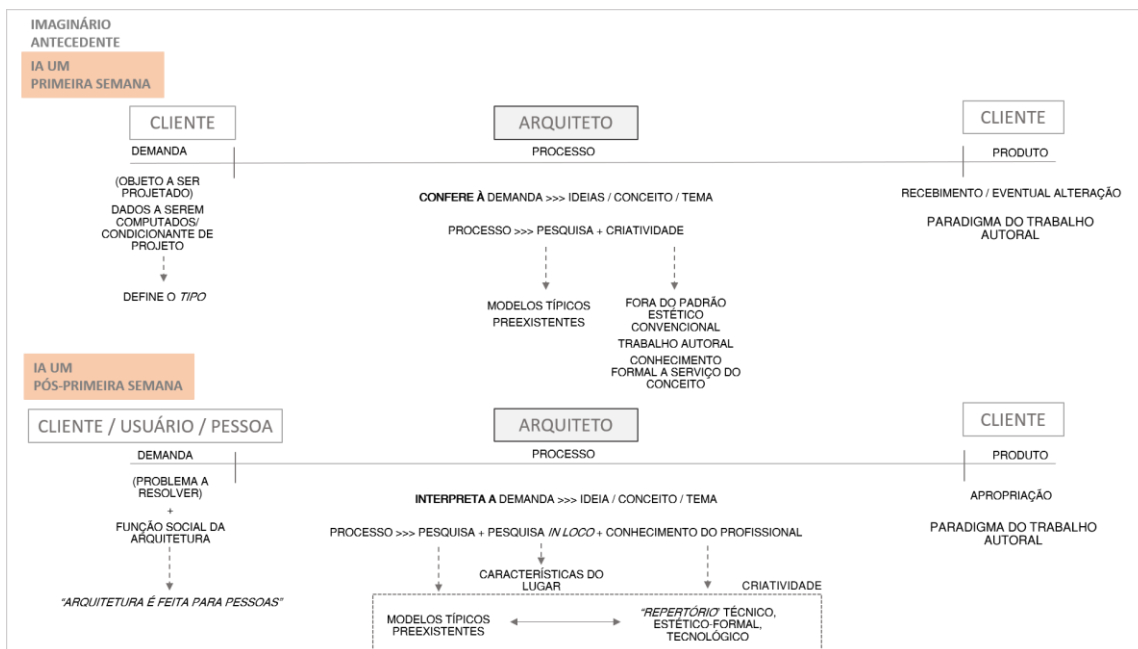 IMAGINÁRIO
ANTECEDENTE
IA UM
PRIMEIRA SEMANA
CLIENTE
ARQUITETO
CLIENTE
DEMANDA
PROCESSO
PRODUTO
(OBJETO A SER
PROJETADO)
DADOS A SEREM
COMPUTADOS/
CONDICIONANTE DE
PROJETO
DEFINE O TIPO
CONFERE À DEMANDA >>> IDEIAS / CONCEITO / TEMA
PROCESSO >>> PESQUISA + CRIATIVIDADE
MODELOS TÍPICOS
PREEXISTENTES
FORA DO PADRÃO
ESTÉTICO
CONVENCIONAL
TRABALHO AUTORAL
CONHECIMENTO
FORMAL A SERVIÇO DO
CONCEITO
RECEBIMENTO / EVENTUAL ALTERAÇÃO
PARADIGMA DO TRABALHO
AUTORAL
IA UM
PÓS-PRIMEIRA SEMANA
CLIENTE / USUÁRIO / PESSOA
ARQUITETO
CLIENTE
DEMANDA
PROCESSO
PRODUTO
(PROBLEMA A
RESOLVER)
+
FUNÇÃO SOCIAL DA
ARQUITETURA
"ARQUITETURA É FEITA PARA PESSOAS"
INTERPRETA A DEMANDA >>> IDEIA / CONCEITO / TEMA
PROCESSO >>> PESQUISA + PESQUISA IN LOCO + CONHECIMENTO DO PROFISSIONAL
CARACTERÍSTICAS DO
LUGAR
CRIATIVIDADE
MODELOS TÍPICOS
PREEXISTENTES
"REPERTÓRIO" TÉCNICO,
ESTÉTICO-FORMAL,
TECNOLÓGICO
APROPRIAÇÃO
PARADIGMA DO TRABALHO
AUTORAL